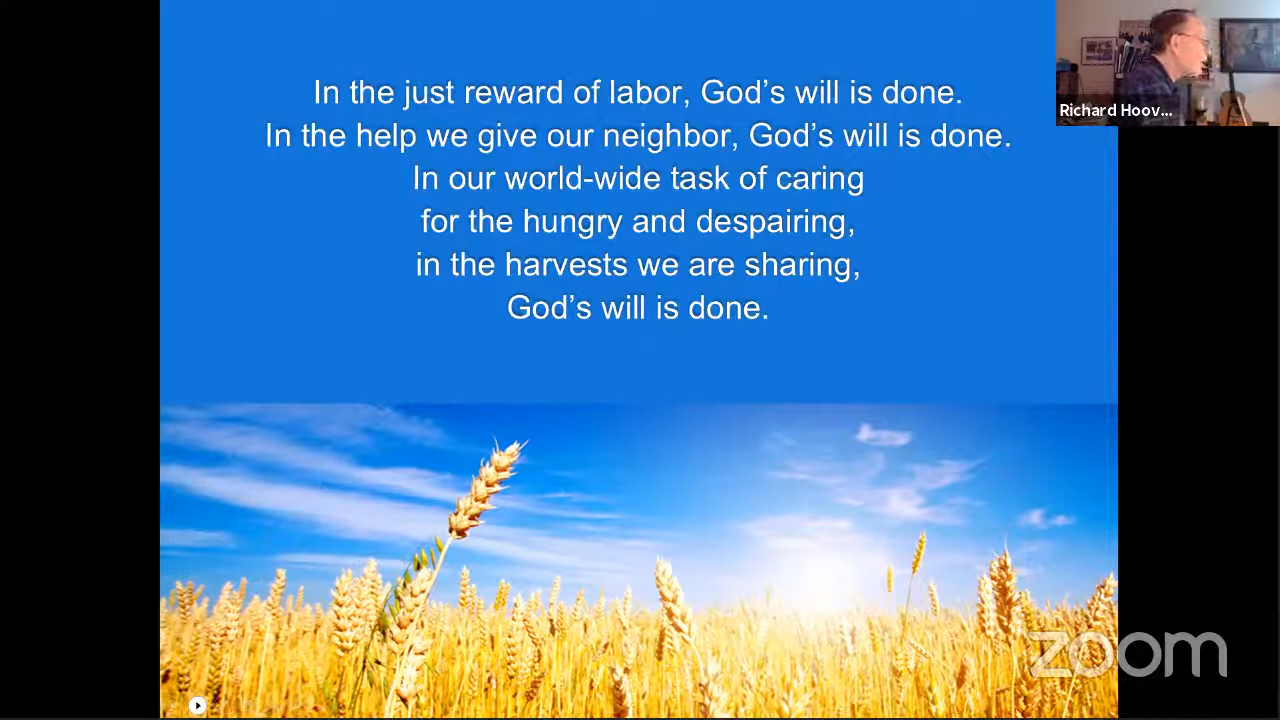 In the just reward of labor, God’s will is done.
In the help we give our neighbor, God’s will is done.
In our world-wide task of caring
for the hungry and despairing,
in the harvests we are sharing,
God’s will is done.
Richard Hoov...
zoom